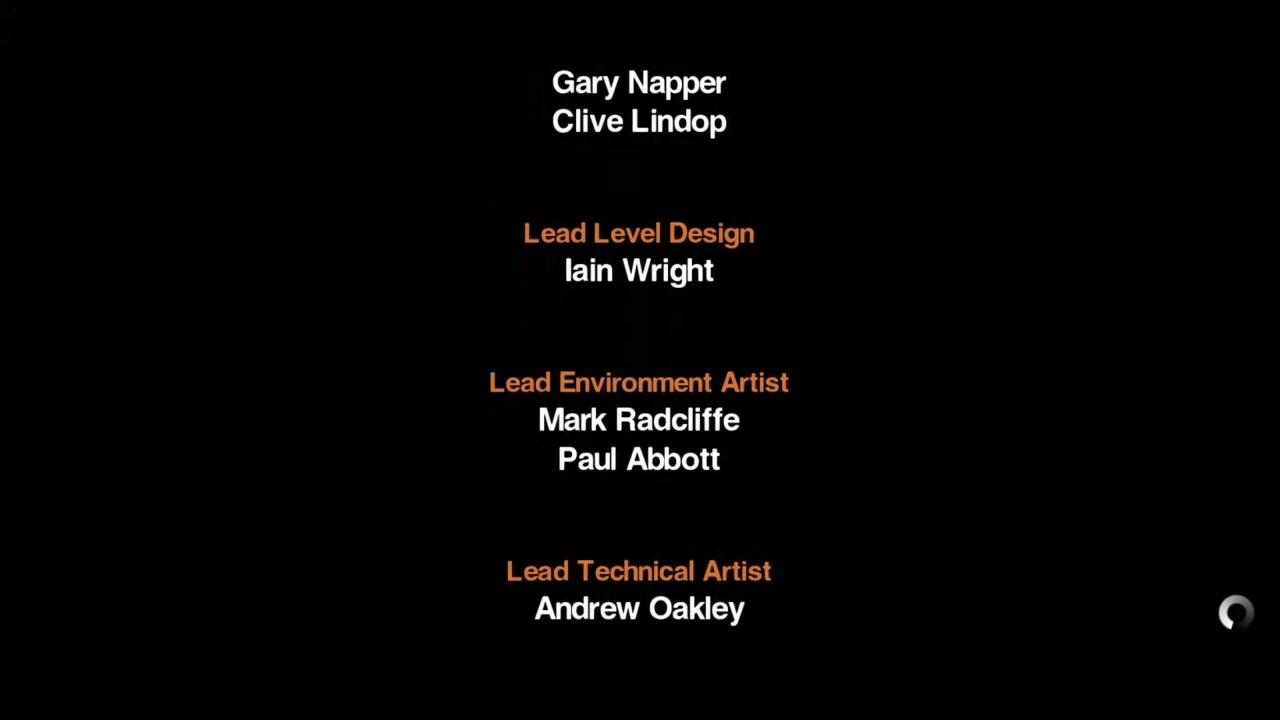 Gary Napper
Clive Lindop
Lead Level Design
Iain Wright
Lead Environment Artist
Mark Radcliffe
Paul Abbott
Lead Technical Artist
Andrew Oakley